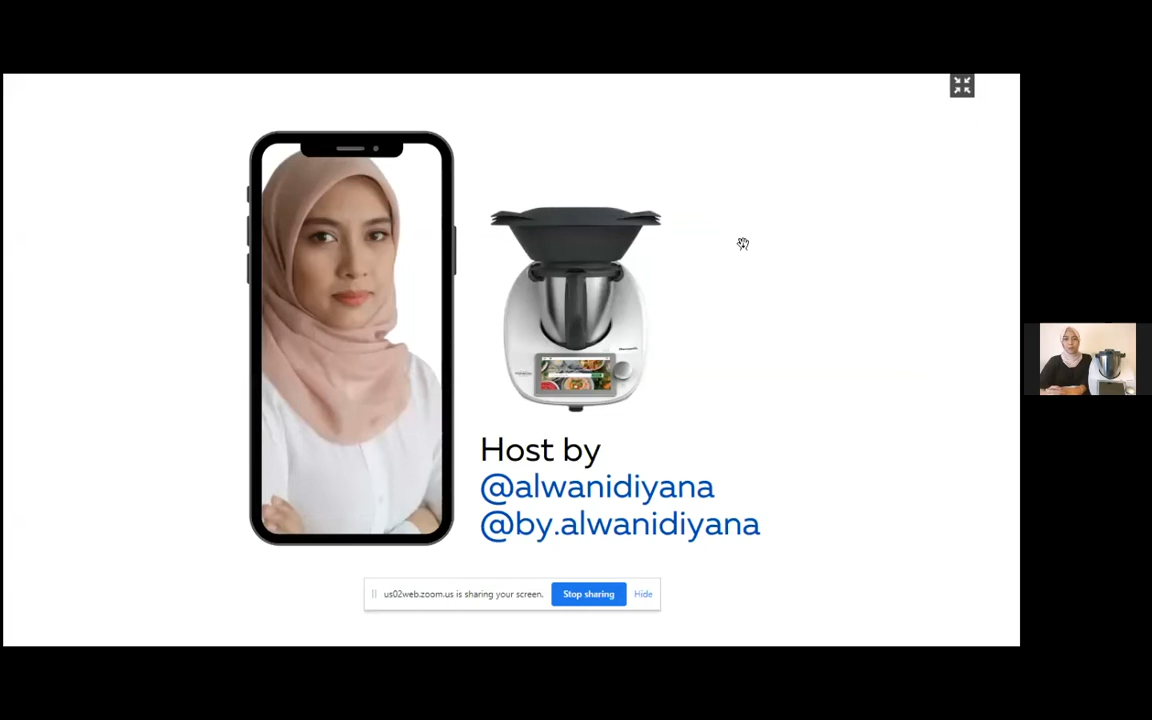 Host by
@alwanidiyana
@by.alwanidiyana
us02web.zoom.us is sharing your screen.
Stop sharing
Hide